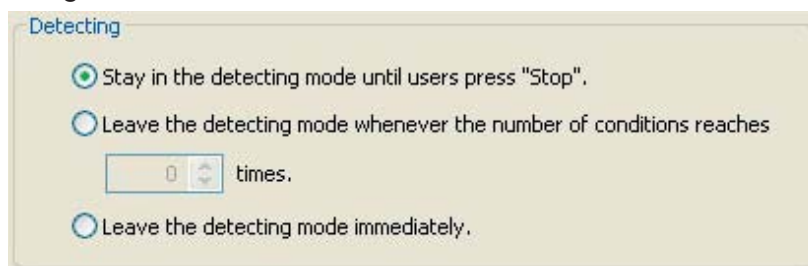 Detecting
Stay in the detecting mode until users press "Stop".
Leave the detecting mode whenever the number of conditions reaches
0 times.
Leave the detecting mode immediately.